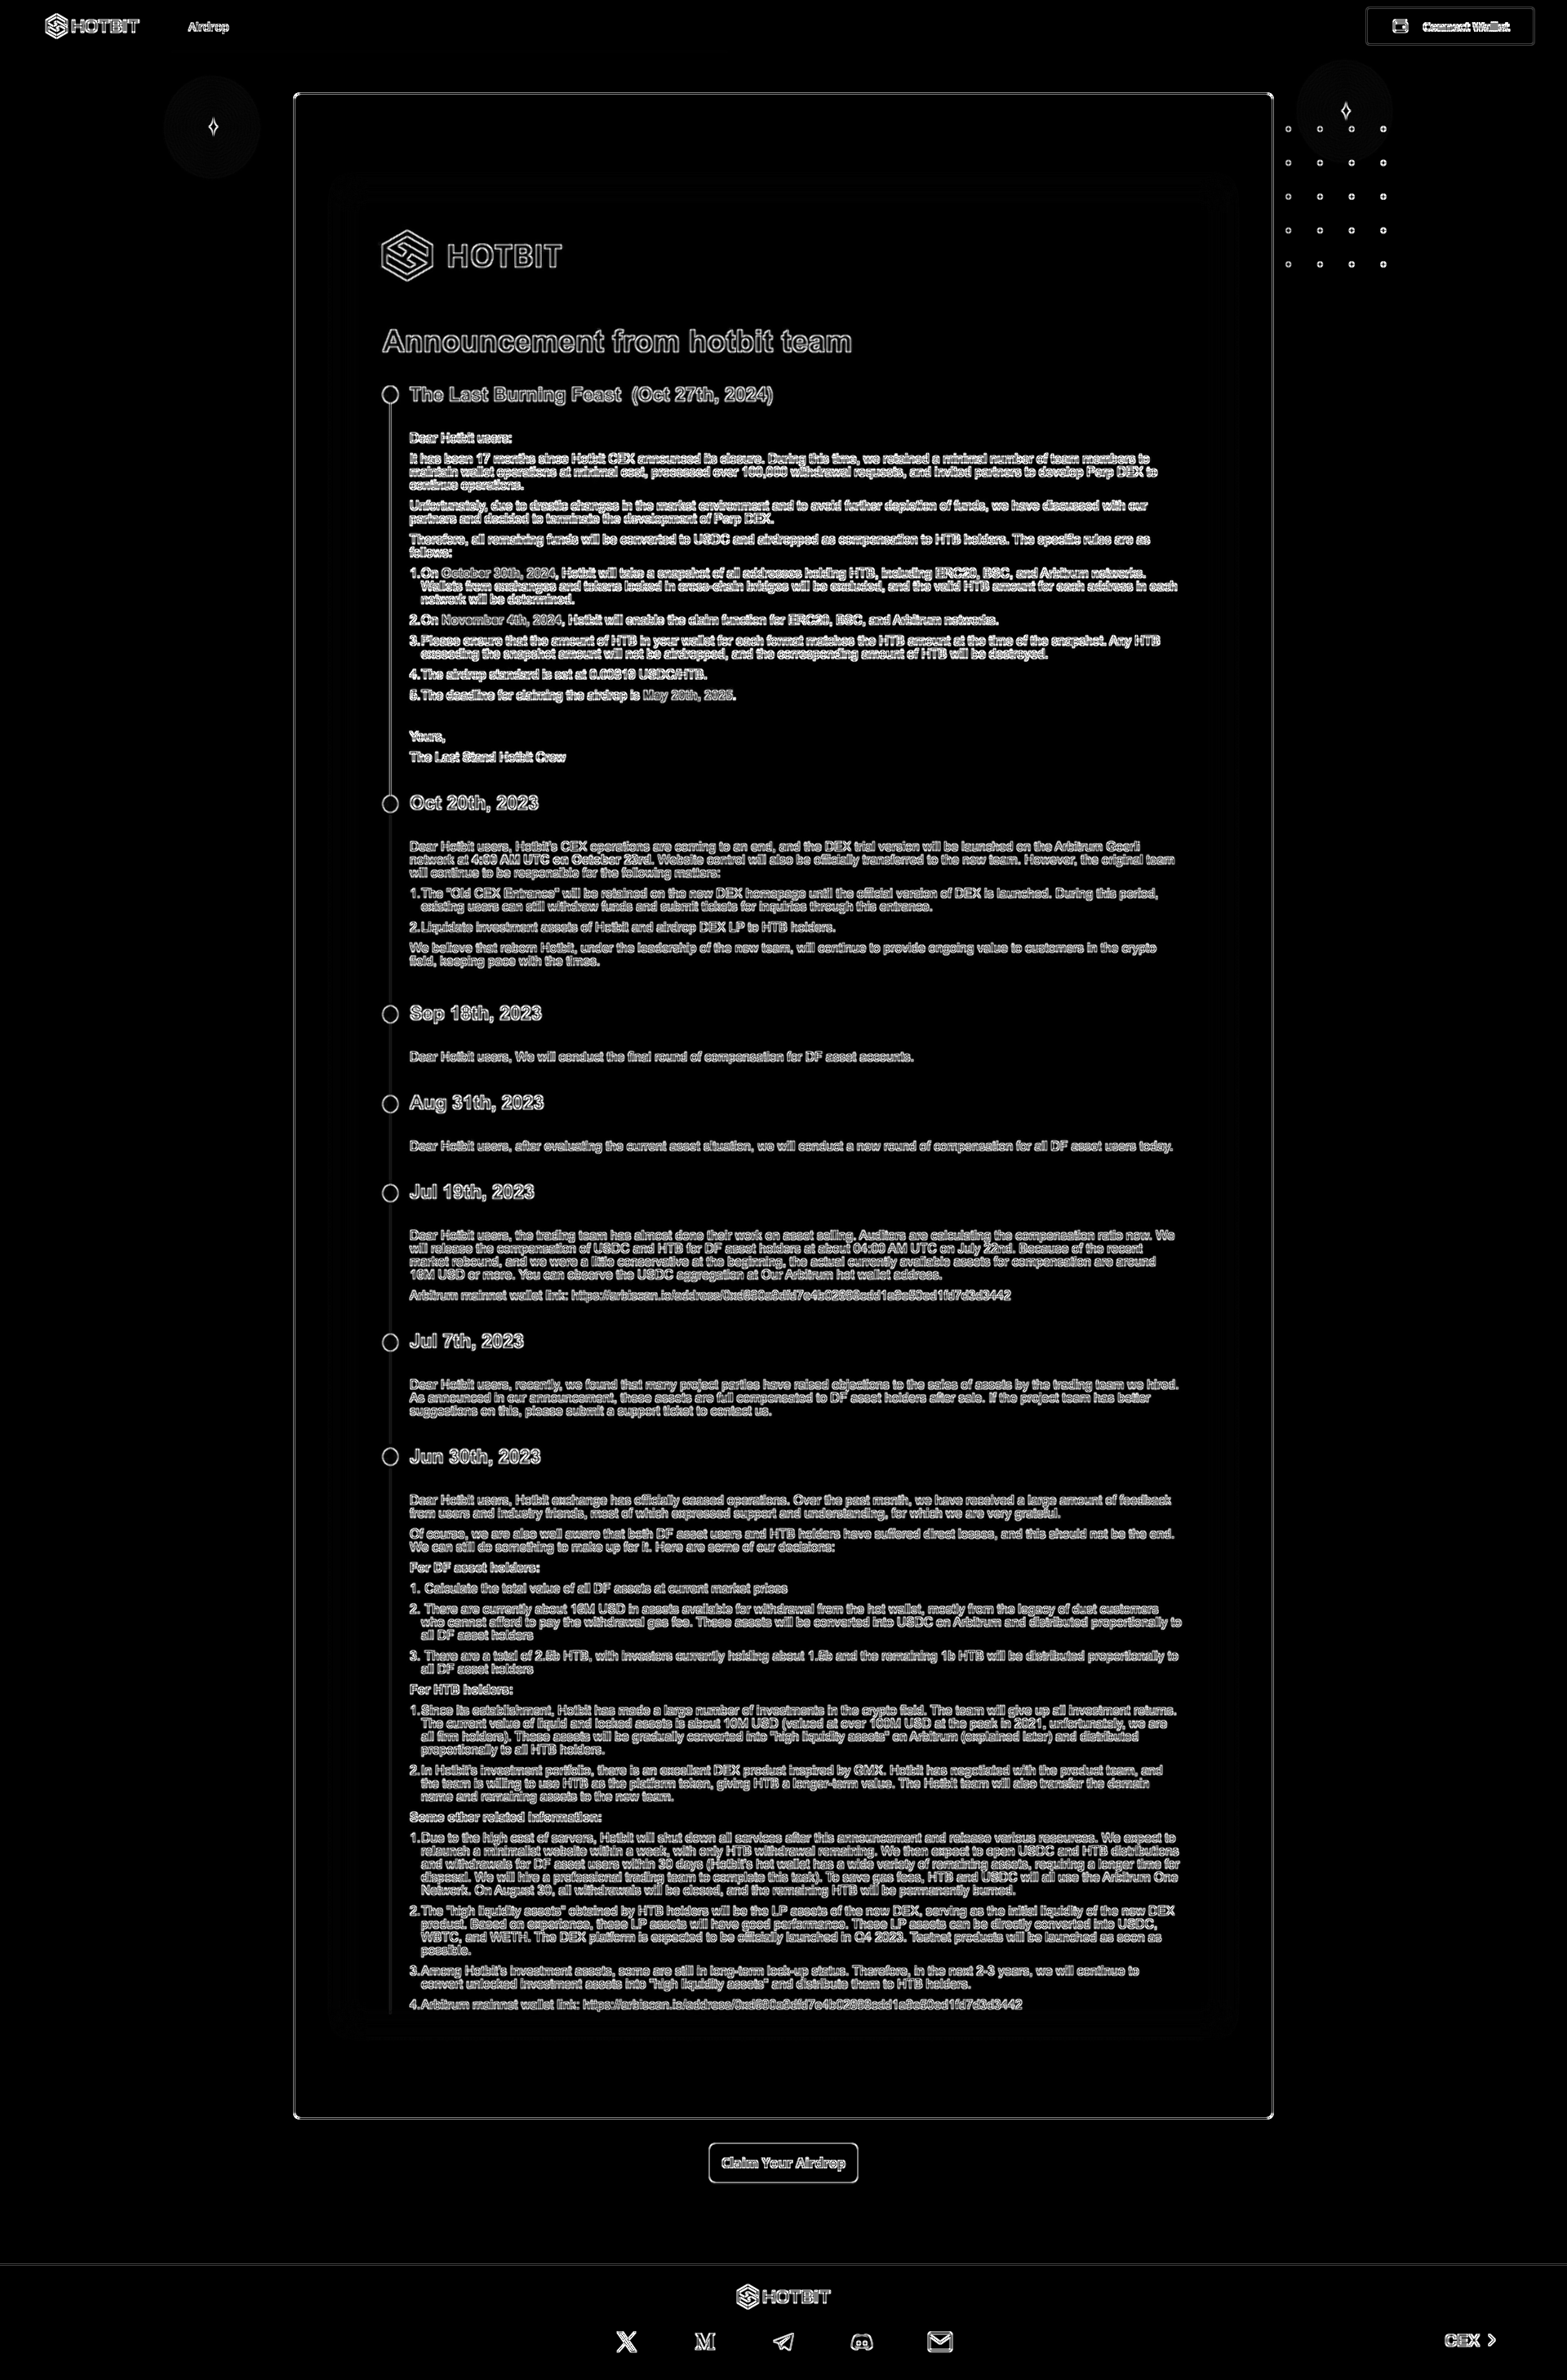 HOTBIT
Airdrop
Connect Wallet
HOTBIT
Announcement from hotbit team
The Last Burning Feast (Oct 27th, 2024)
Dear Hotbit users:
It has been 17 months since Hotbit CEX announced its closure. During this time, we retained a minimal number of team members to
maintain wallet operations at minimal cost, processed over 100,000 withdrawal requests, and invited partners to develop Perp DEX to
continue operations.
Unfortunately, due to drastic changes in the market environment and to avoid further depletion of funds, we have discussed with our
partners and decided to terminate the development of Perp DEX.
Therefore, all remaining funds will be converted to USDC and airdropped as compensation to HTB holders. The specific rules are as
follows:
1.On October 30th, 2024, Hotbit will take a snapshot of all addresses holding HTB, including ERC20, BSC, and Arbitrum networks.
Wallets from exchanges and tokens locked in cross-chain bridges will be excluded, and the valid HTB amount for each address in each
network will be determined.
2.On November 4th, 2024, Hotbit will enable the claim function for ERC20, BSC, and Arbitrum networks.
3.Please ensure that the amount of HTB in your wallet for each format matches the HTB amount at the time of the snapshot. Any HTB
exceeding the snapshot amount will not be airdropped, and the corresponding amount of HTB will be destroyed.
4.The airdrop standard is set at USDC/HTB.
5.The deadline for claiming the airdrop is May 2025.
Yours,
The Last Stand Hotbit Crew
Oct 20th, 2023
Dear Hotbit users, Hotbit's CEX operations are coming to an end, and the DEX trial version will be launched on the Arbitrum Goerli
network at 4:00 AM UTC on October 23rd. Website control will also be officially transferred to the new team. However, the original team
will continue to be responsible for the following matters:
1.The "Old CEX Entrance" will be retained on the new DEX homepage until the official version of DEX is launched. During this period,
existing users can still withdraw funds and submit tickets for inquiries through this entrance.
2.Liquidate investment assets of Hotbit and airdrop DEX LP to HTB holders.
We believe that reborn Hotbit, under the leadership of the new team, will continue to provide ongoing value to customers in the crypto
field, keeping pace with the times.
Sep 18th, 2023
Dear Hotbit users, We will conduct the final round of compensation for DF asset accounts.
Aug 31th, 2023
Dear Hotbit users, after evaluating the current asset situation, we will conduct a new round of compensation for all DF asset users today.
Jul 19th, 2023
Dear Hotbit users, the trading team has almost done their work on asset selling. Auditors are calculating the compensation ratio now. We
will release the compensation of USDC and HTB for DF asset holders at about 04:00 AM UTC on July 22nd. Because of the recent
market rebound, and we were a little conservative at the beginning, the actual currently available assets for compensation are around
16M USD or more. You can observe the USDC aggregation at Our Arbitrum hot wallet address.
Arbitrum mainnet wallet link:
Jul 7th, 2023
Dear Hotbit users, recently, we found that many project parties have raised objections to the sales of assets by the trading team we hired.
As announced in our announcement, these assets are full compensated to DF asset holders after sale. If the project team has better
suggestions on this, please submit a support ticket to contact us.
Jun 30th, 2023
Dear Hotbit users, Hotbit exchange has officially ceased operations. Over the past month, we have received a large amount of feedback
from users and industry friends, most of which expressed support and understanding, for which we are very grateful.
Of course, we are also well aware that both DF asset users and HTB holders have suffered direct losses, and this should not be the end.
We can still do something to make up for it. Here are some of our decisions:
For DF asset holders:
1. Calculate the total value of all DF assets at current market prices
2. There are currently about 16M USD in assets available for withdrawal from the hot wallet, mostly from the legacy of dust customers
who cannot afford to pay the withdrawal gas fee. These assets will be converted into USDC on Arbitrum and distributed proportionally to
all DF asset holders
3. There are a total of 2.5b HTB, with investors currently holding about 1.5b and the remaining 1b HTB will be distributed proportionally to
all DF asset holders
For HTB holders:
1.Since its establishment, Hotbit has made a large number of investments in the crypto field. The team will give up all investment returns.
The current value of liquid and locked assets is about 10M USD (valued at over 100M USD at the peak in 2021, unfortunately, we are
all firm holders). These assets will be gradually converted into "high liquidity assets" on Arbitrum (explained later) and distributed
proportionally to all HTB holders.
2.In Hotbit's investment portfolio, there is an excellent DEX product inspired by GMX. Hotbit has negotiated with the product team, and
the team is willing to use HTB as the platform token, giving HTB a longer-term value. The Hotbit team will also transfer the domain
name and remaining assets to the new team.
Some other related information:
1.Due to the high cost of servers, Hotbit will shut down all services after this announcement and release various resources. We expect to
relaunch a minimalist website within a week, with only HTB withdrawal remaining. We then expect to open USDC and HTB distributions
and withdrawals for DF asset users within 30 days (Hotbit's hot wallet has a wide variety of remaining assets, requiring a longer time for
disposal. We will hire a professional trading team to complete this task). To save gas fees, HTB and USDC will all use the Arbitrum One
Network. On August 30, all withdrawals will be closed, and the remaining HTB will be permanently burned.
2.The "high liquidity assets" obtained by HTB holders will be the LP assets of the new DEX, serving as the initial liquidity of the new DEX
product. Based on experience, these LP assets will have good performance. These LP assets can be directly converted into USDC,
WBTC, and WETH. The DEX platform is expected to be officially launched in Q4 2023. Testnet products will be launched as soon as
possible.
3.Among Hotbit's investment assets, some are still in long-term lock-up status. Therefore, in the next 2-3 years, we will continue to
convert unlocked investment assets into "high liquidity assets" and distribute them to HTB holders.
4.Arbitrum mainnet wallet link:
Claim Your Airdrop
HOTBIT
CEX